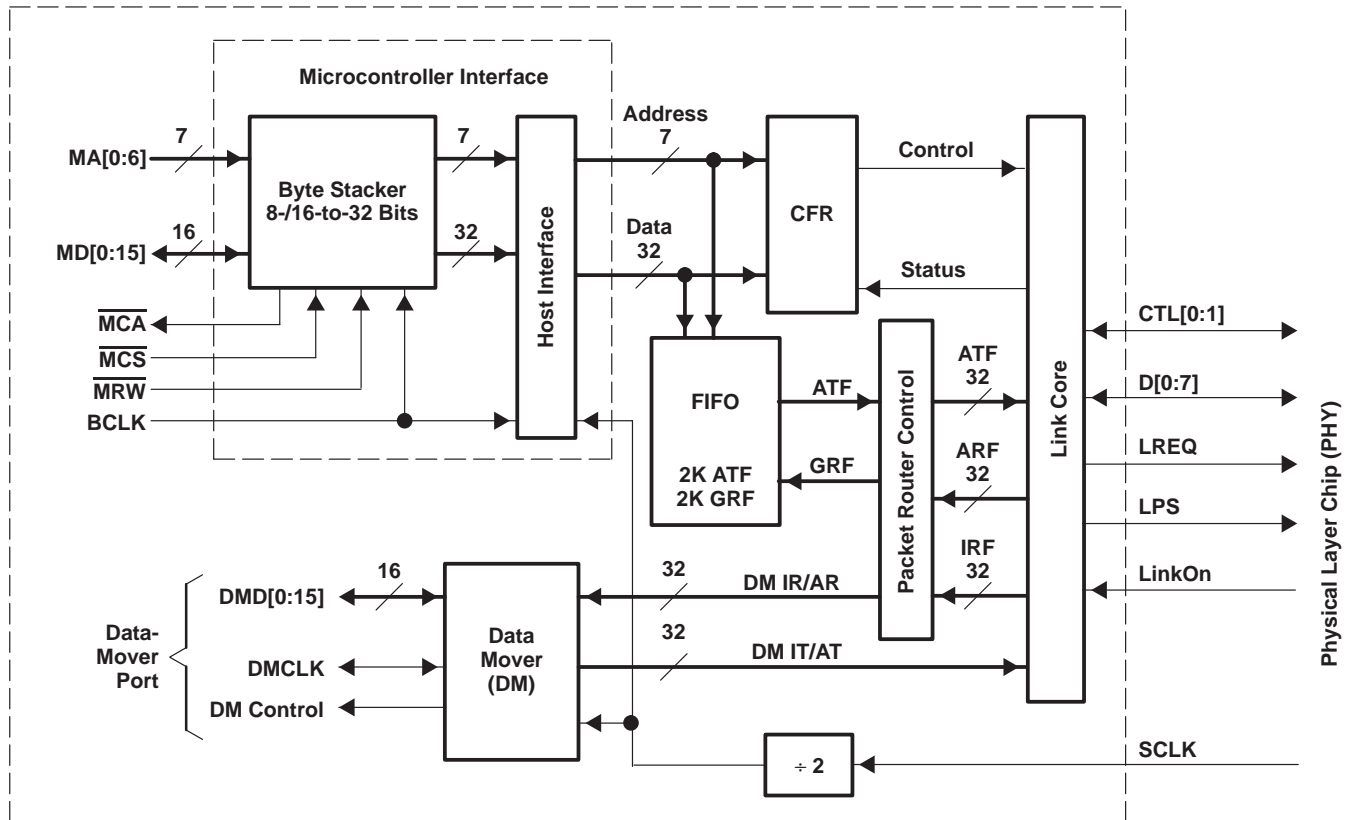 Microcontroller Interface
MA[0:6]
7
Byte Stacker
8-/16-to-32 Bits
7
MD[0:15]
16
32
MCA
MCS
MRW
BCLK
Host Interface
Address
7
Data
32
CFR
Control
Status
FIFO
2K ATF
2K GRF
ATF
GRF
Packet Router Control
ATF
32
ARF
32
IRF
32
Link Core
CTL[0:1]
D[0:7]
LREQ
LPS
LinkOn
Physical Layer Chip (PHY)
Data-
Mover
Port
DMD[0:15]
16
DMCLK
DM Control
Data
Mover
(DM)
32
DM IR/AR
32
DM IT/AT
÷ 2
SCLK